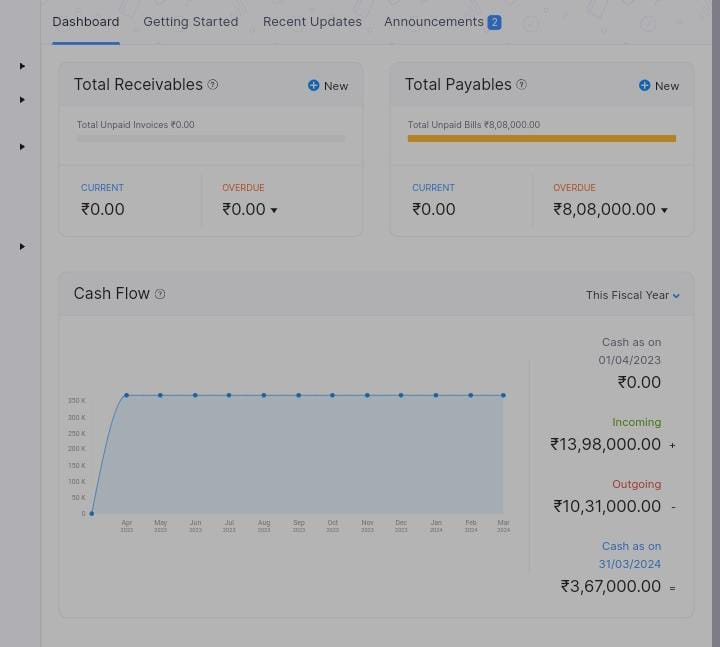 Dashboard Getting Started Recent Updates Announcements 2
Total Receivables ? + New
Total Unpaid Invoices ₹0.00
CURRENT
₹0.00
OVERDUE
₹0.00
Total Payables ? + New
Total Unpaid Bills ₹8,08,000.00
CURRENT
₹0.00
OVERDUE
₹8,08,000.00
Cash Flow ? This Fiscal Year
350 K
300 K
250 K
200 K
150 K
100 K
50 K
0
Apr May Jun Jul Aug Sep Oct Nov Dec Jan Feb Mar
2023 2023 2023 2023 2023 2023 2023 2023 2023 2024 2024 2024
Cash as on
01/04/2023
₹0.00
Incoming
₹13,98,000.00 +
Outgoing
₹10,31,000.00 -
Cash as on
31/03/2024
₹3,67,000.00 =